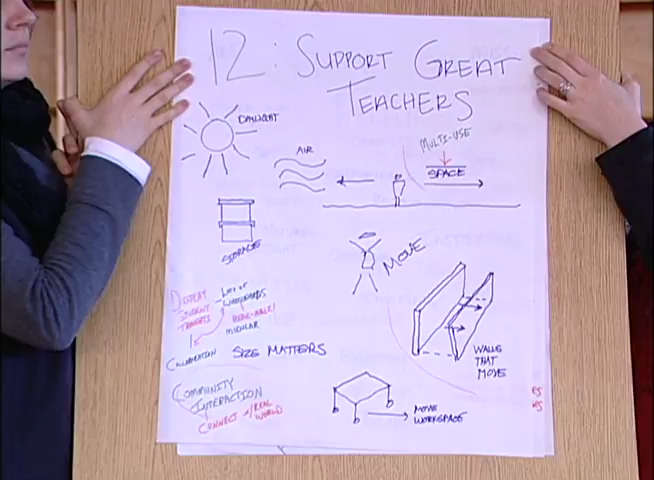 12: SUPPORT GREAT
TEACHERS
DAYLIGHT
AIR
MULTI-USE
SPACE
STORAGE
MOVE
DISPLAY
STUDENT
THOUGHTS
LOTS OF
WHITEBOARDS
MODULAR
COLLABORATION
SIZE MATTERS
WALLS
THAT
MOVE
COMMUNITY
INTERACTION
CONNECT W/REAL
WORLD
MOVE
WORKSPACE